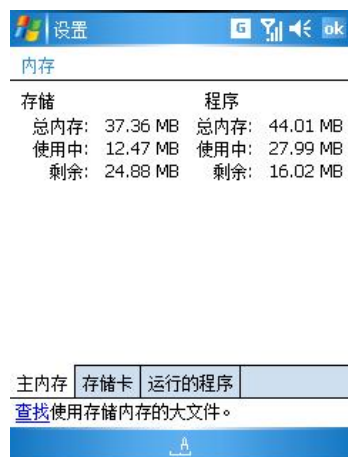 设置 G ok
内存
存储 程序
总内存: 37.36 MB 总内存: 44.01 MB
使用中: 12.47 MB 使用中: 27.99 MB
剩余: 24.88 MB 剩余: 16.02 MB
主内存 存储卡 运行的程序
查找使用存储内存的大文件。
A